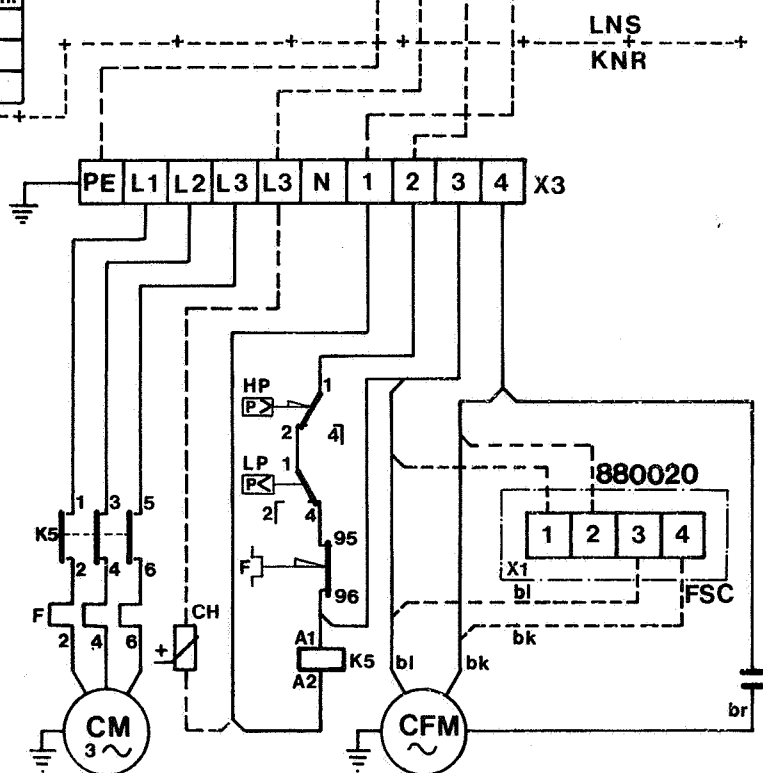 LNS
KNR
PE L1 L2 L3 L3 N 1 2 3 4 X3
HP 1
P>
2 4
LP 1
P<
2 4
880020
1 3 5
K5
1 2 3 4
95
F
X1
2 4 6
96
bl FSC
F CH
bk
2 4 6
A1
K5 bl bk
A2
br
CM
3
CFM